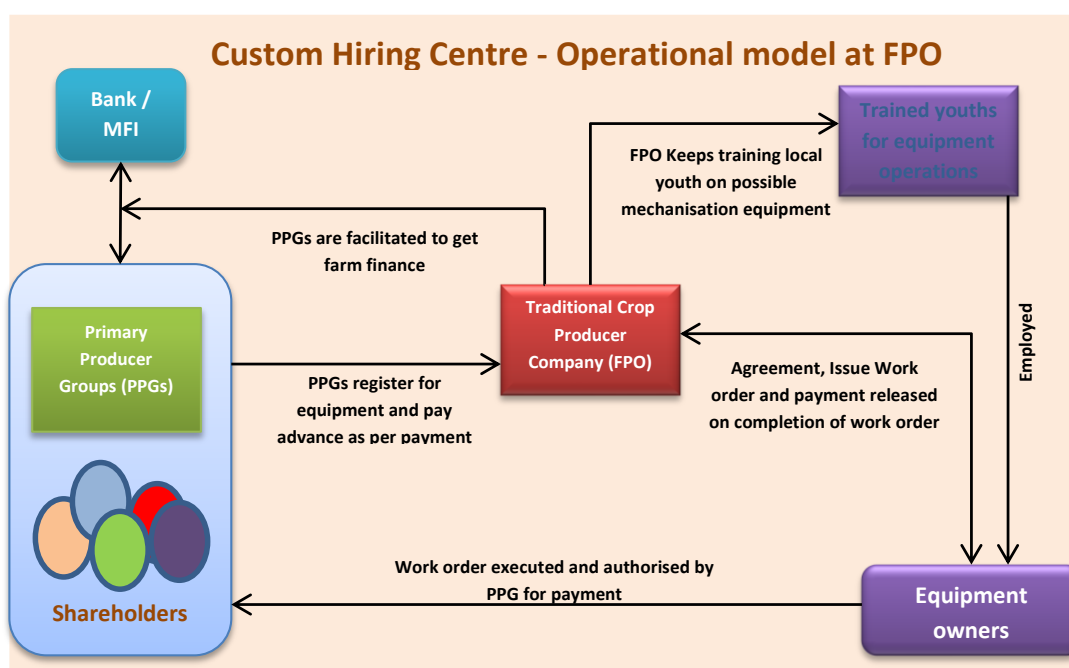 Custom Hiring Centre - Operational model at FPO
Bank /
MFI
Trained youths
for equipment
operations
FPO Keeps training local
youth on possible
mechanisation equipment
PPGs are facilitated to get
farm finance
Traditional Crop
Producer
Company (FPO)
Primary
Producer
Groups (PPGs)
PPGs register for
equipment and pay
advance as per payment
Agreement, Issue Work
order and payment released
on completion of work order
Employed
Shareholders
Work order executed and authorised by
PPG for payment
Equipment
owners